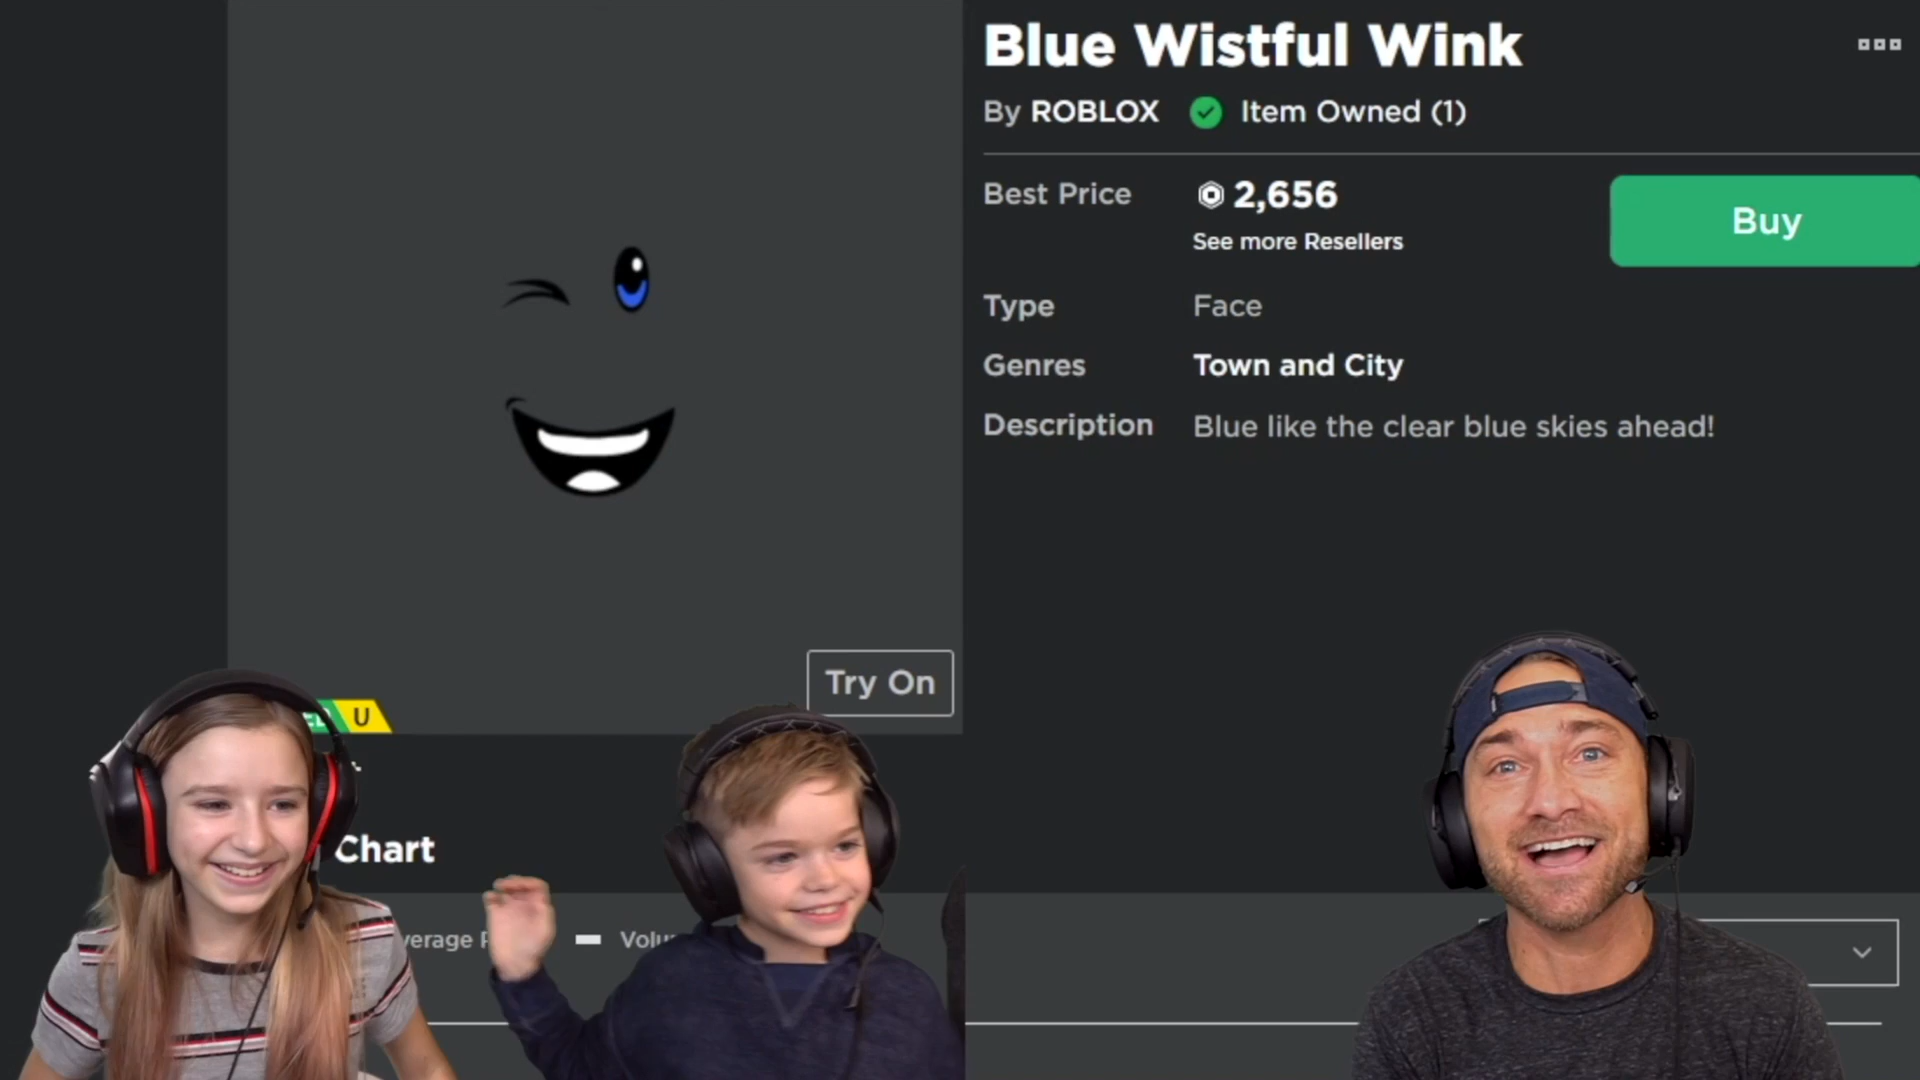 Blue Wistful Wink
By ROBLOX Item Owned (1)
Best Price 2,656
See more Resellers
Buy
Type Face
Genres Town and City
Description Blue like the clear blue skies ahead!
Try On
U
Chart